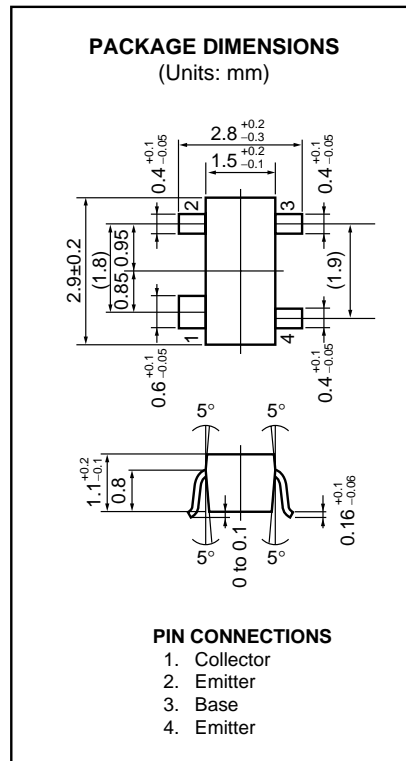 PACKAGE DIMENSIONS
(Units: mm)
2.8 +0.2 −0.3
1.5 +0.2 −0.1
0.4 +0.1 −0.05
0.4 +0.1 −0.05
2
3
2.9±0.2
(1.8)
0.95
0.85
(1.9)
1
4
0.6 +0.1 −0.05
0.4 +0.1 −0.05
5°
5°
1.1 +0.2 −0.1
0.8
0.16 +0.1 −0.06
5°
0 to 0.1
5°
PIN CONNECTIONS
1. Collector
2. Emitter
3. Base
4. Emitter